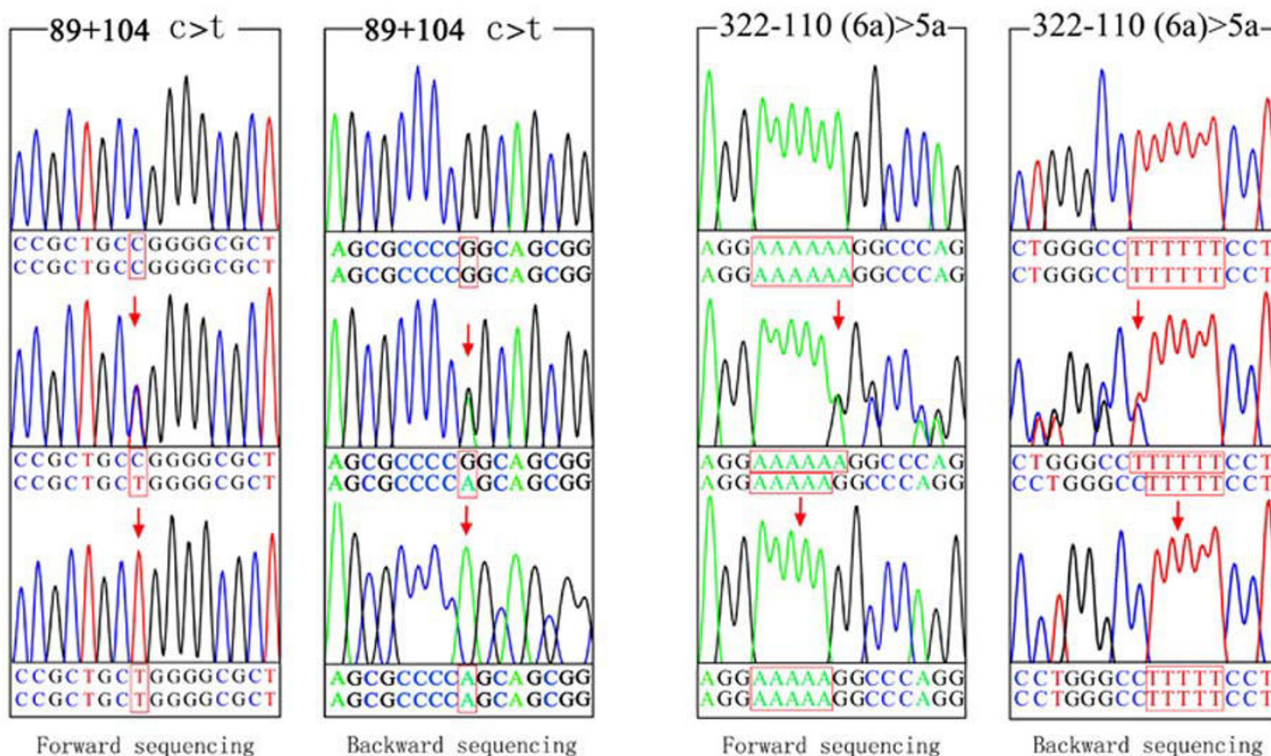 89+104 c>t
CCGCTGCCGGGGCGCT
CCGCTGCCGGGGCGCT
CCGCTGCCGGGGCGCT
CCGCTGCTGGGGCGCT
CCGCTGCTGGGGCGCT
CCGCTGCTGGGGCGCT
Forward sequencing
89+104 c>t
AGCGCCCCGGCAGCGG
AGCGCCCCGGCAGCGG
AGCGCCCCGGCAGCGG
AGCGCCCCAGCAGCGG
AGCGCCCCAGCAGCGG
AGCGCCCCAGCAGCGG
Backward sequencing
322-110 (6a)>5a
AGGAAAAAAGGCCCAG
AGGAAAAAAGGCCCAG
AGGAAAAAAGGCCCAG
AGGAAAAAGGCCCAGG
AGGAAAAAGGCCCAGG
AGGAAAAAGGCCCAGG
Forward sequencing
322-110 (6a)>5a
CTGGGCCTTTTTTCCT
CTGGGCCTTTTTTCCT
CTGGGCCTTTTTTCCT
CCTGGGCCTTTTTCCT
CCTGGGCCTTTTTCCT
CCTGGGCCTTTTTCCT
Backward sequencing